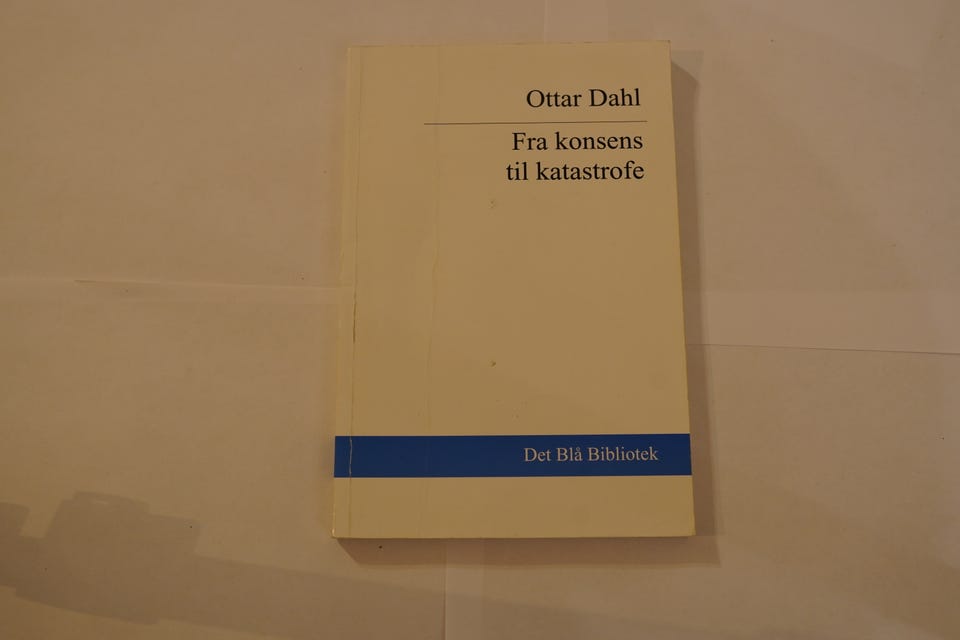 Ottar Dahl
Fra konsens
til katastrofe
Det Blå Bibliotek